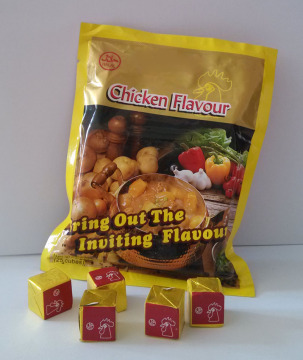 Chicken Flavour
ring Out The
Inviting Flavour